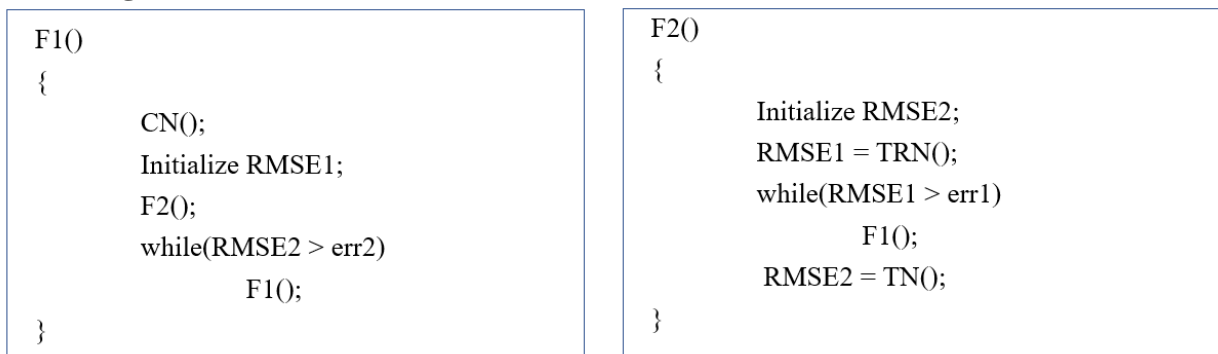 F1()
{
CN();
Initialize RMSE1;
F2();
while(RMSE2 > err2)
F1();
}
F2()
{
Initialize RMSE2;
RMSE1 = TRN();
while(RMSE1 > err1)
F1();
RMSE2 = TN();
}